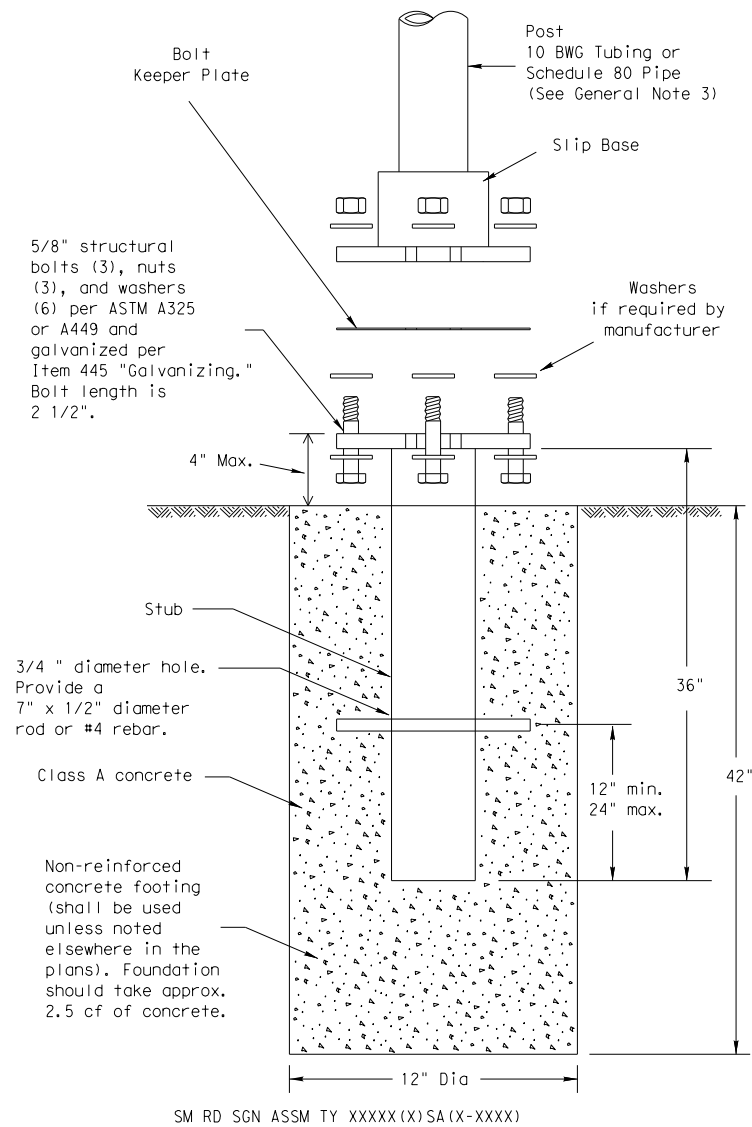 Bolt
Keeper Plate
Post
10 BWG Tubing or
Schedule 80 Pipe
(See General Note 3)
Slip Base
5/8" structural
bolts (3), nuts
(3), and washers
(6) per ASTM A325
or A449 and
galvanized per
Item 445 "Galvanizing."
Bolt length is
2 1/2".
Washers
if required by
manufacturer
4" Max.
Stub
3/4 " diameter hole.
Provide a
7" x 1/2" diameter
rod or #4 rebar.
36"
Class A concrete
12" min.
24" max.
42"
Non-reinforced
concrete footing
(shall be used
unless noted
elsewhere in the
plans). Foundation
should take approx.
2.5 cf of concrete.
12" Dia
SM RD SGN ASSM TY XXXXX(X)SA(X-XXXX)